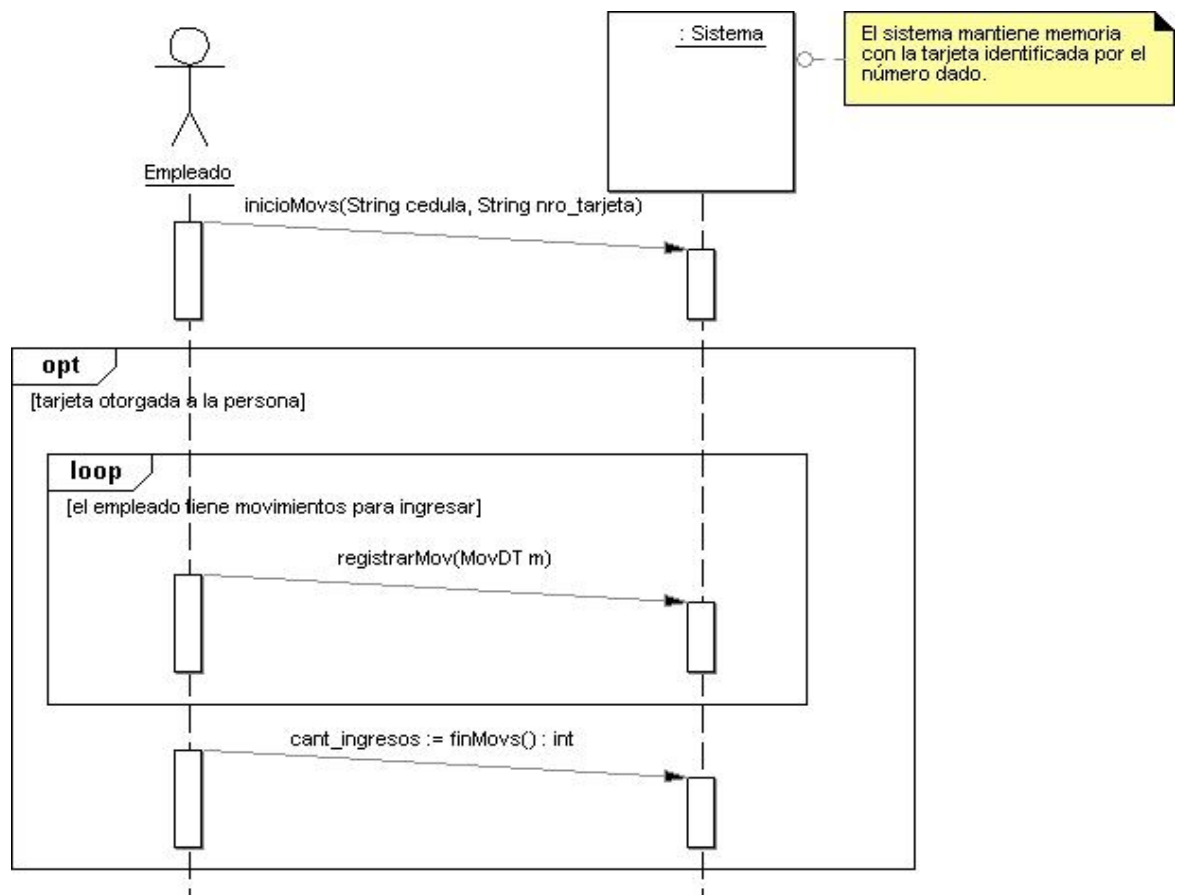 : Sistema
El sistema mantiene memoria
con la tarjeta identificada por el
número dado.
Empleado
inicioMovs(String cedula, String nro_tarjeta)
opt
[tarjeta otorgada a la persona]
loop
[el empleado tiene movimientos para ingresar]
registrarMov(MovDT m)
cant_ingresos := finMovs() : int